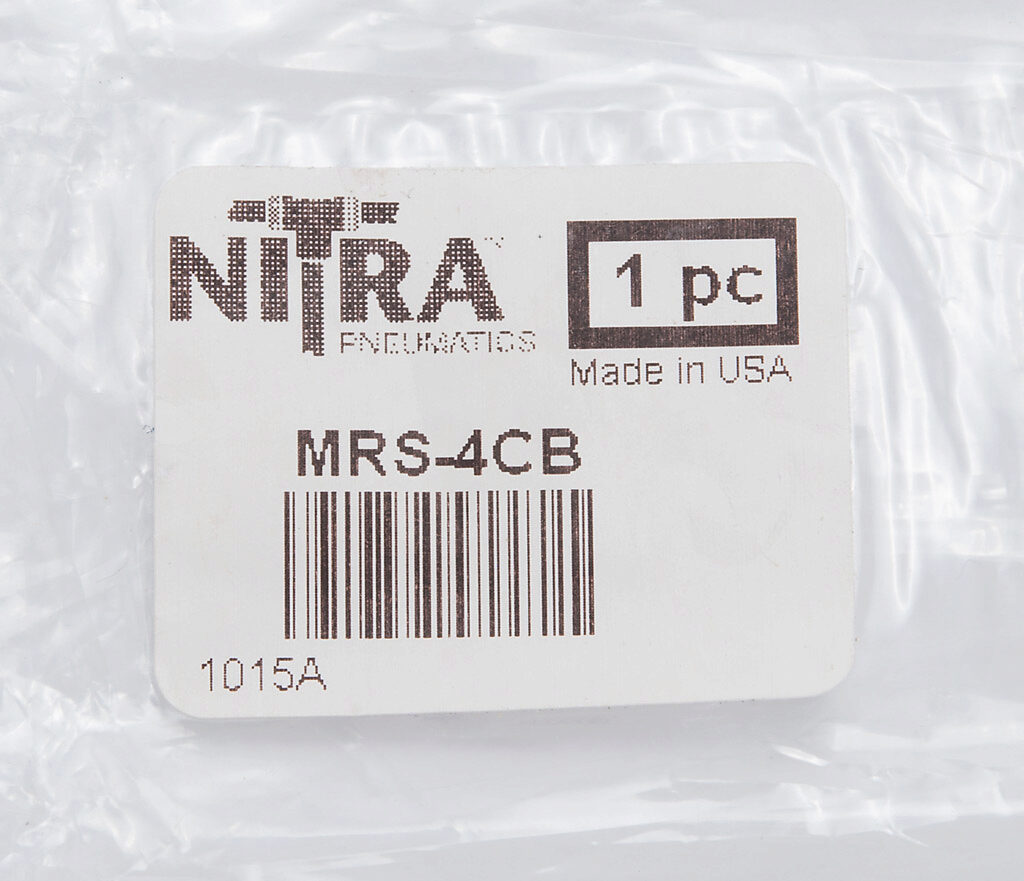 NITRA
PNEUMATICS
1 pc
Made in USA
MRS-4CB
1015A